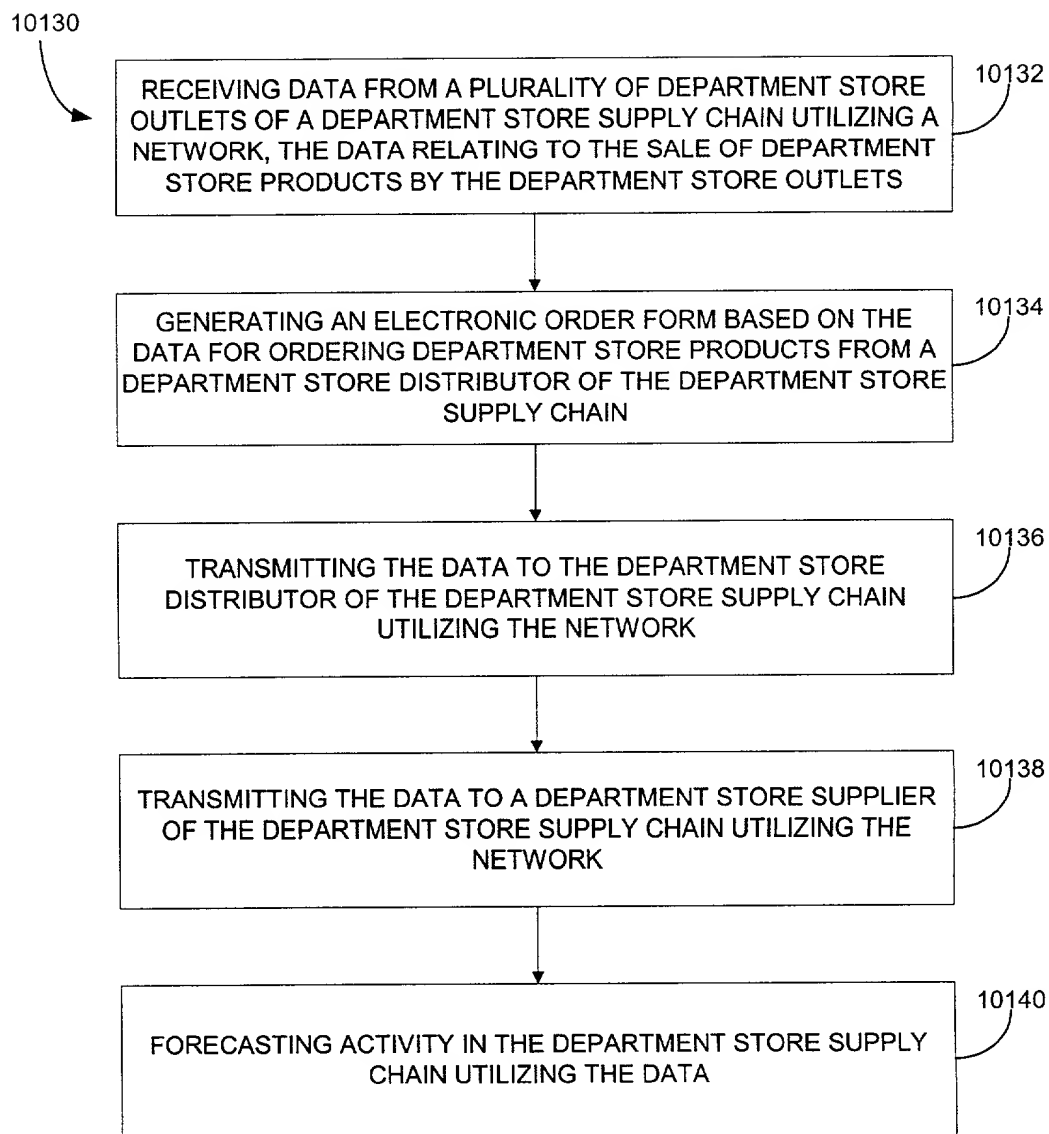 10130
10132
RECEIVING DATA FROM A PLURALITY OF DEPARTMENT STORE
OUTLETS OF A DEPARTMENT STORE SUPPLY CHAIN UTILIZING A
NETWORK, THE DATA RELATING TO THE SALE OF DEPARTMENT
STORE PRODUCTS BY THE DEPARTMENT STORE OUTLETS
10134
GENERATING AN ELECTRONIC ORDER FORM BASED ON THE
DATA FOR ORDERING DEPARTMENT STORE PRODUCTS FROM A
DEPARTMENT STORE DISTRIBUTOR OF THE DEPARTMENT STORE
SUPPLY CHAIN
10136
TRANSMITTING THE DATA TO THE DEPARTMENT STORE
DISTRIBUTOR OF THE DEPARTMENT STORE SUPPLY CHAIN
UTILIZING THE NETWORK
10138
TRANSMITTING THE DATA TO A DEPARTMENT STORE SUPPLIER
OF THE DEPARTMENT STORE SUPPLY CHAIN UTILIZING THE
NETWORK
10140
FORECASTING ACTIVITY IN THE DEPARTMENT STORE SUPPLY
CHAIN UTILIZING THE DATA